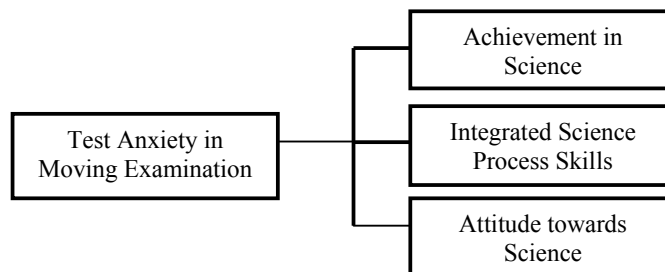 Achievement in
Science
Test Anxiety in
Moving Examination
Integrated Science
Process Skills
Attitude towards
Science